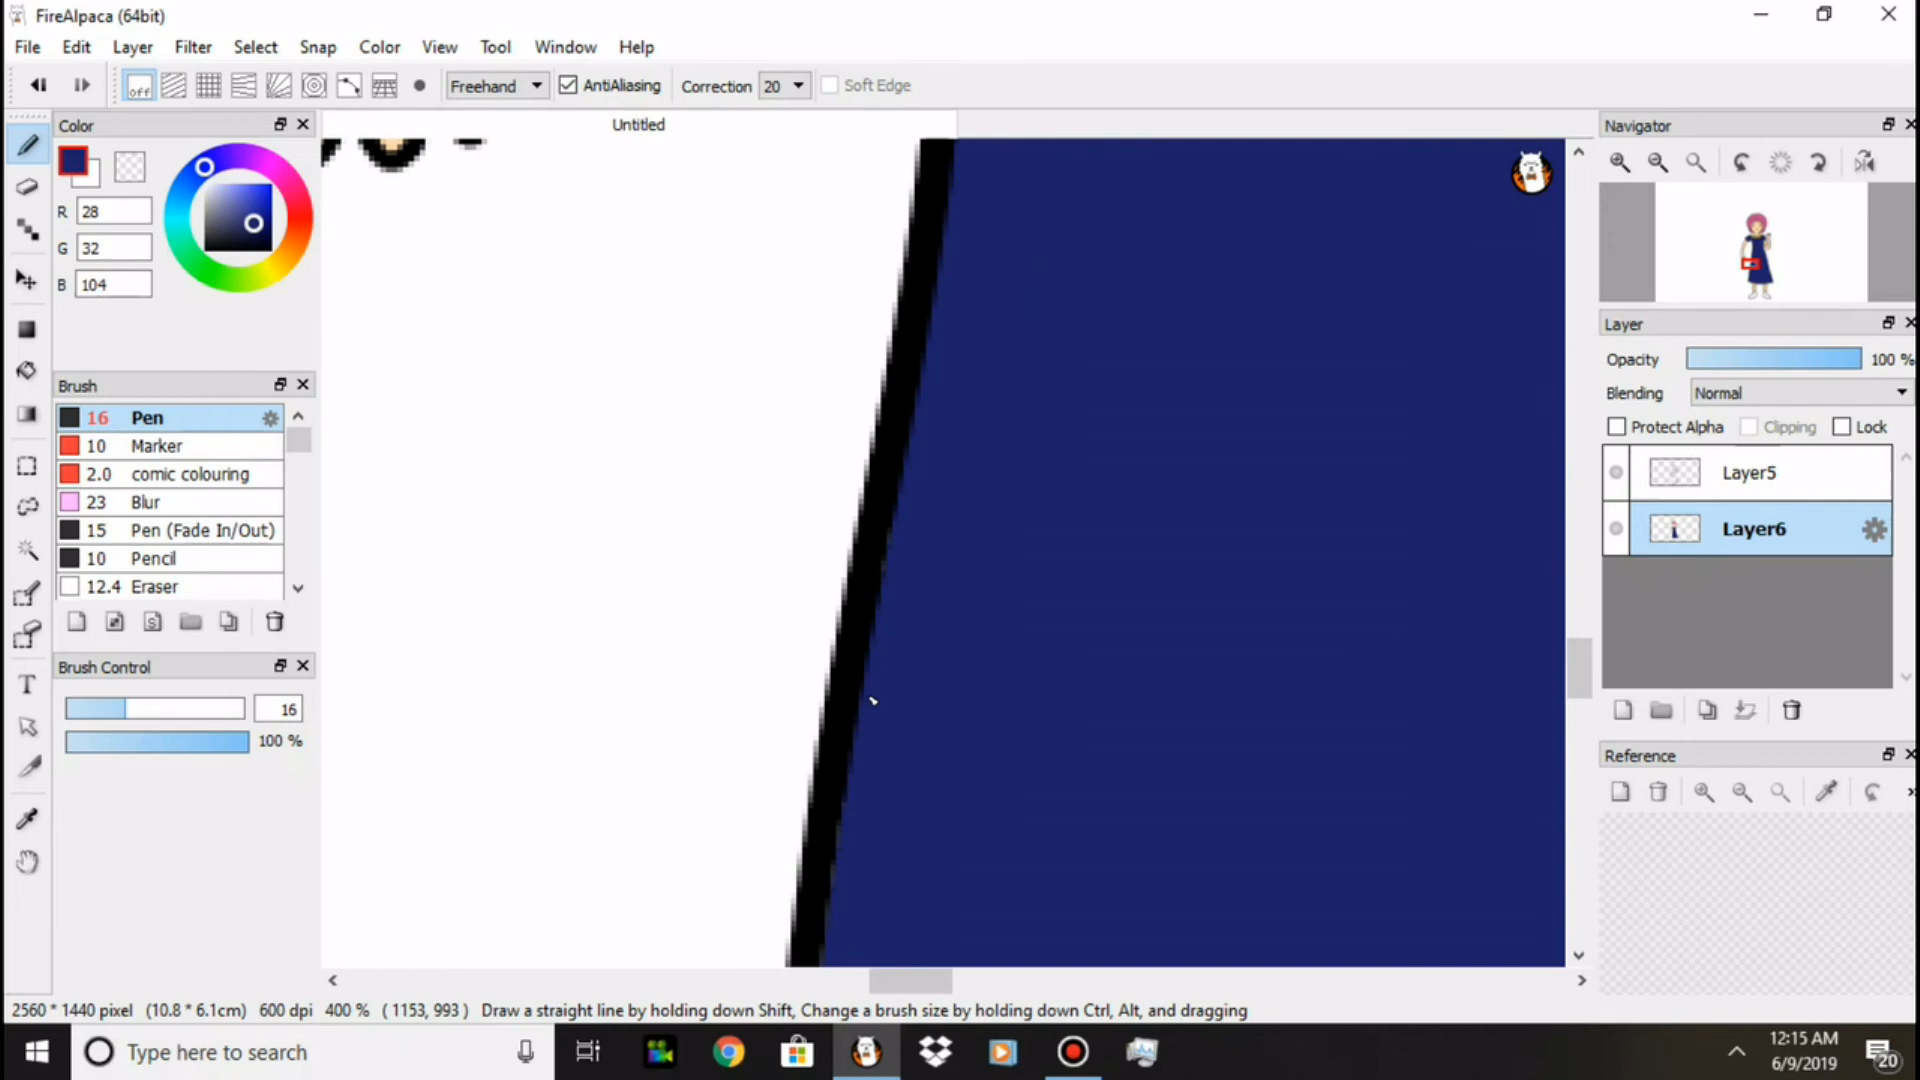 FireAlpaca (64bit)
File Edit Layer Filter Select Snap Color View Tool Window Help
off Freehand AntiAliasing Correction 20 Soft Edge
Color
R 28
G 32
B 104
Brush
16 Pen
10 Marker
2.0 comic colouring
23 Blur
15 Pen (Fade In/Out)
10 Pencil
12.4 Eraser
S
Brush Control
16
100 %
T
Untitled
Navigator
Layer
Opacity 100 %
Blending Normal
Protect Alpha Clipping Lock
Layer5
Layer6
Reference
2560 * 1440 pixel (10.8 * 6.1cm) 600 dpi 400 % ( 1153, 993 ) Draw a straight line by holding down Shift, Change a brush size by holding down Ctrl, Alt, and dragging
Type here to search
12:15 AM
6/9/2019
20